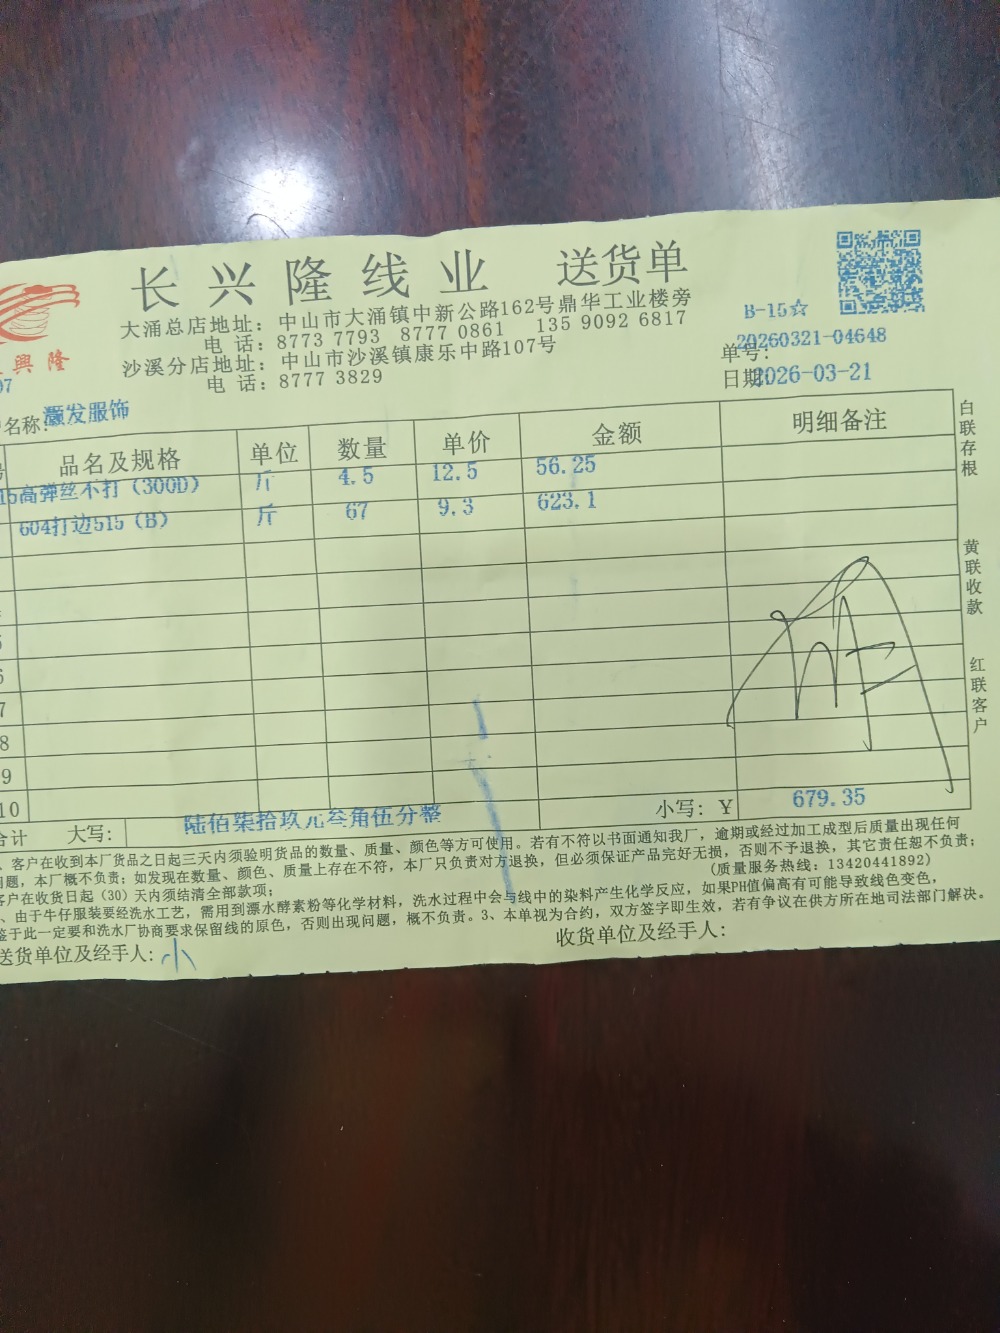 长兴隆线业 送货单
興隆
大涌总店地址：中山市大涌镇中新公路162号鼎华工业楼旁
电 话：8773 7793 8777 0861 135 9092 6817
沙溪分店地址：中山市沙溪镇康乐中路107号
电 话：8777 3829
B-15☆
单号：20260321-04648
日期：2026-03-21
07
名称：灏发服饰
品名及规格 单位 数量 单价 金额 明细备注
15高弹丝不打（300D） 斤 4.5 12.5 56.25
604打边515（B） 斤 67 9.3 623.1
5
6
7
8
9
10
合计 大写： 陆佰柒拾玖元叁角伍分整 小写：￥ 679.35
、客户在收到本厂货品之日起三天内须验明货品的数量、质量、颜色等方可使用。若有不符以书面通知我厂，逾期或经过加工成型后质量出现任何
问题，本厂概不负责；如发现在数量、颜色、质量上存在不符，本厂只负责对方退换，但必须保证产品完好无损，否则不予退换，其它责任恕不负责；
客户在收货日起（30）天内须结清全部款项； (质量服务热线：13420441892)
、由于牛仔服装要经洗水工艺，需用到漂水酵素粉等化学材料，洗水过程中会与线中的染料产生化学反应，如果PH值偏高有可能导致线色变色，
鉴于此一定要和洗水厂协商要求保留线的原色，否则出现问题，概不负责。3、本单视为合约，双方签字即生效，若有争议在供方所在地司法部门解决。
送货单位及经手人：小 收货单位及经手人：
白联存根
黄联收款
红联客户